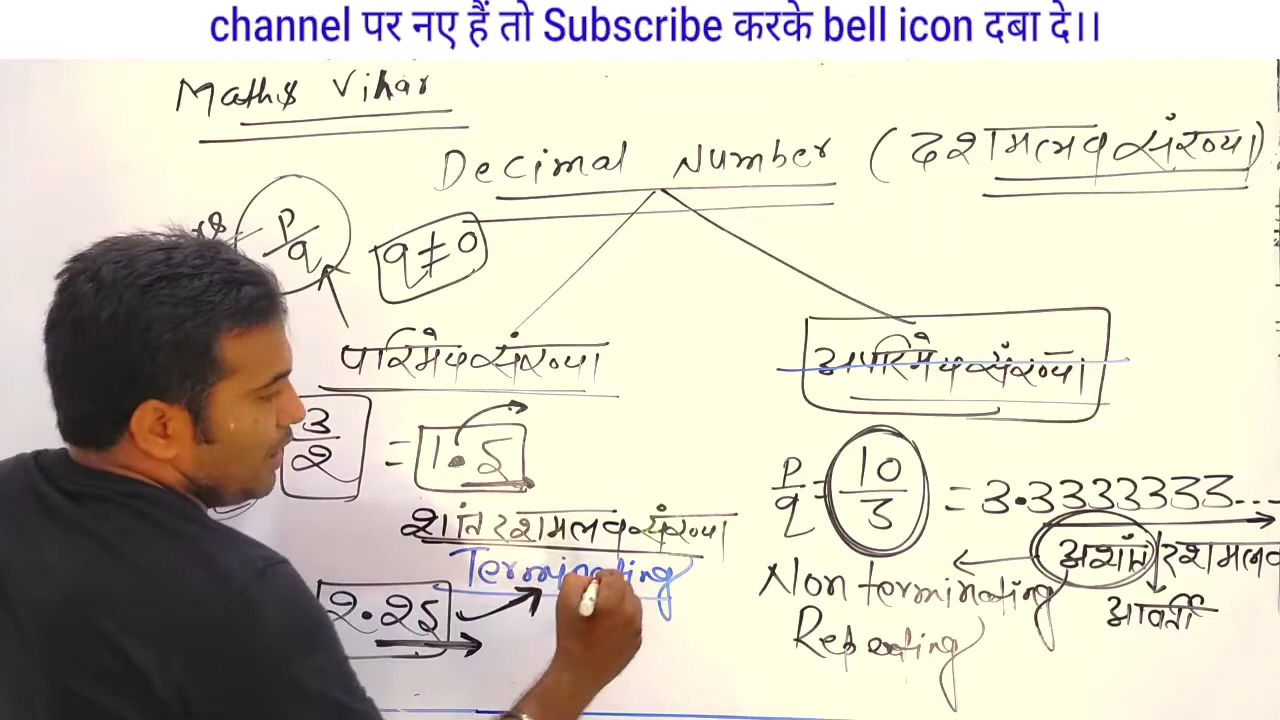 channel पर नए हैं तो Subscribe करके bell icon दबा दे।।
Maths Vihar
Decimal Number (दशमलव संख्या)
p/q q≠0
परिमेय संख्या
अपरिमेय संख्या
3/2 = 1.5
p/q = 10/3 = 3.3333333...
शांत दशमलव संख्या
Terminating
अशांत दशमलव
आवर्ती
Non terminating
Repeating
2.25